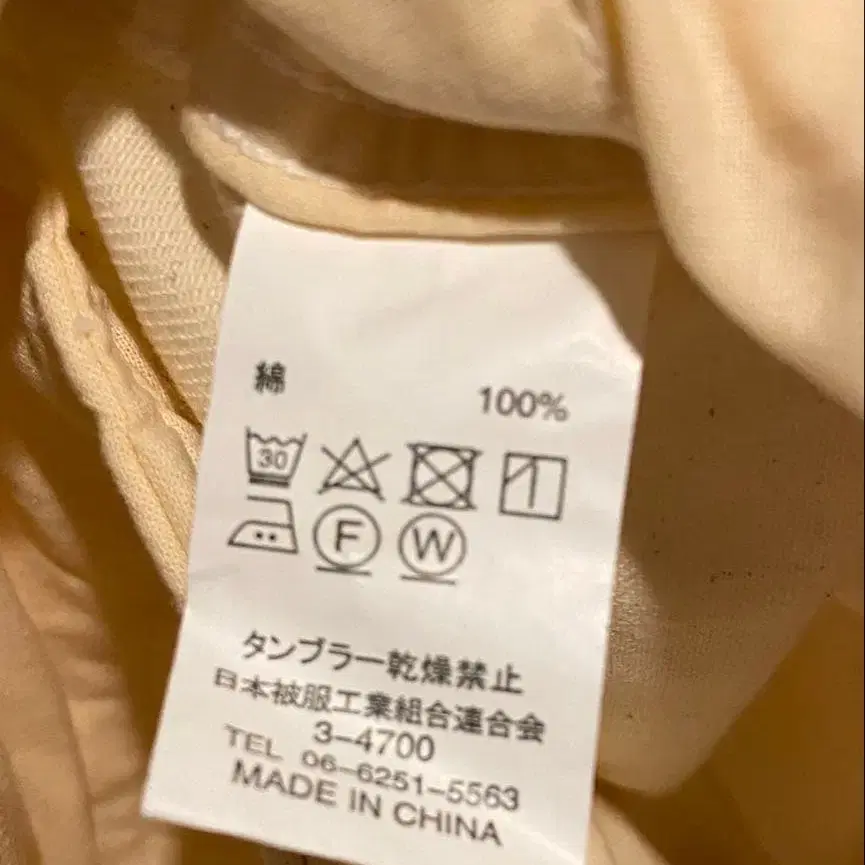 綿 100%
30
F W
タンブラー乾燥禁止
日本被服工業組合連合会
3-4700
TEL 06-6251-5563
MADE IN CHINA